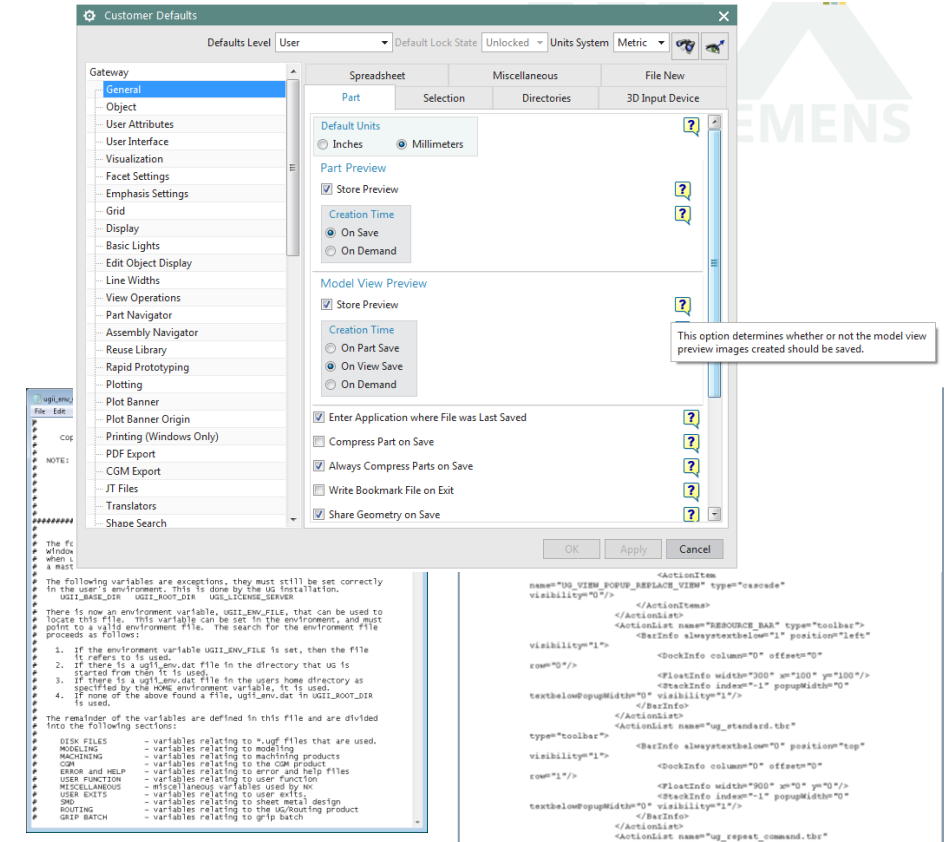 Customer Defaults
Defaults Level User Default Lock State Unlocked Units System Metric
Gateway
General
Object
User Attributes
User Interface
Visualization
Facet Settings
Emphasis Settings
Grid
Display
Basic Lights
Edit Object Display
Line Widths
View Operations
Part Navigator
Assembly Navigator
Reuse Library
Rapid Prototyping
Plotting
Plot Banner
Plot Banner Origin
Printing (Windows Only)
PDF Export
CGM Export
JT Files
Translators
Shape Search
Spreadsheet Miscellaneous File New
Part Selection Directories 3D Input Device
Default Units
Inches Millimeters
Part Preview
Store Preview
Creation Time
On Save
On Demand
Model View Preview
Store Preview
Creation Time
On Part Save
On View Save
On Demand
Enter Application where File was Last Saved
Compress Part on Save
Always Compress Parts on Save
Write Bookmark File on Exit
Share Geometry on Save
OK Apply Cancel
This option determines whether or not the model view
preview images created should be saved.
EMENS
ugii_env_
File Edit
#
# Cop
#
# NOTE:
#
##########
#
# The fo
# Window
# when
# a mast
#
# The following variables are exceptions, they must still be set correctly
# in the user's environment. This is done by the UG installation.
# UGII_BASE_DIR UGII_ROOT_DIR UGS_LICENSE_SERVER
#
# There is now an environment variable, UGII_ENV_FILE, that can be used to
# locate this file. This variable can be set in the environment, and must
# point to a valid environment file. The search for the environment file
# proceeds as follows:
#
# 1. If the environment variable UGII_ENV_FILE is set, then the file
# it refers to is used.
# 2. If there is a ugii_env.dat file in the directory that UG is
# started from then it is used.
# 3. If there is a ugii_env.dat file in the users home directory as
# specified by the HOME environment variable, it is used.
# 4. If none of the above found a file, ugii_env.dat in UGII_ROOT_DIR
# is used.
#
# The remainder of the variables are defined in this file and are divided
# into the following sections:
#
# DISK FILES - variables relating to *.ugf files that are used.
# MODELING - variables relating to modeling
# MACHINING - variables relating to machining products
# CGM - variables relating to the CGM product
# ERROR and HELP - variables relating to error and help files
# USER FUNCTION - variables relating to user function
# MISCELLANEOUS - miscellaneous variables used by NX
# USER EXITS - variables relating to user exits.
# SMD - variables relating to sheet metal design
# ROUTING - variables relating to the UG/Routing product
# GRIP BATCH - variables relating to grip batch
<ActionItem
name="UG_VIEW_POPUP_REPLACE_VIEW" type="cascade"
visibility="0"/>
</ActionItems>
</ActionList>
<ActionList name="RESOURCE_BAR" type="toolbar">
<BarInfo alwaystextbelow="1" position="left"
visibility="1">
<DockInfo column="0" offset="0"
row="0"/>
<FloatInfo width="300" x="100" y="100"/>
<StackInfo index="-1" popupWidth="0"
textbelowPopupWidth="0" visibility="1"/>
</BarInfo>
</ActionList>
<ActionList name="ug_standard.tbr"
type="toolbar">
<BarInfo alwaystextbelow="0" position="top"
visibility="1">
<DockInfo column="0" offset="0"
row="1"/>
<FloatInfo width="900" x="0" y="0"/>
<StackInfo index="-1" popupWidth="0"
textbelowPopupWidth="0" visibility="1"/>
</BarInfo>
</ActionList>
<ActionList name="ug_repeat_command.tbr"